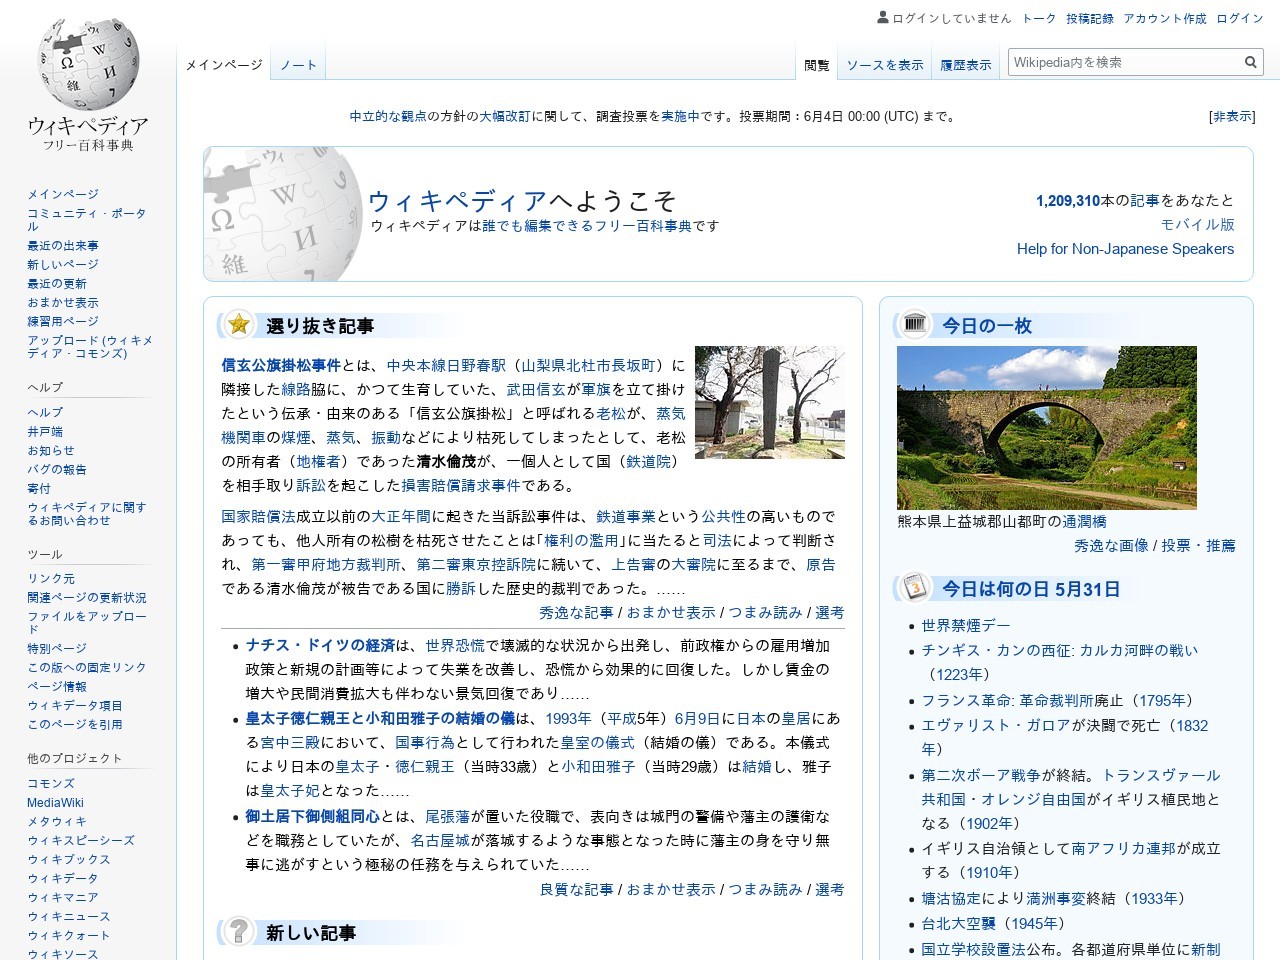 ウィキペディア
フリー百科事典
ログインしていません トーク 投稿記録 アカウント作成 ログイン
メインページ ノート
閲覧 ソースを表示 履歴表示
Wikipedia内を検索
メインページ
コミュニティ・ポータ
ル
最近の出来事
新しいページ
最近の更新
おまかせ表示
練習用ページ
アップロード (ウィキメ
ディア・コモンズ)
ヘルプ
ヘルプ
井戸端
お知らせ
バグの報告
寄付
ウィキペディアに関す
るお問い合わせ
ツール
リンク元
関連ページの更新状況
ファイルをアップロー
ド
特別ページ
この版への固定リンク
ページ情報
ウィキデータ項目
このページを引用
他のプロジェクト
コモンズ
MediaWiki
メタウィキ
ウィキスピーシーズ
ウィキブックス
ウィキデータ
ウィキマニア
ウィキニュース
ウィキクォート
ウィキソース
中立的な観点の方針の大幅改訂に関して、調査投票を実施中です。投票期間：6月4日 00:00 (UTC) まで。
[非表示]
ウィキペディアへようこそ
ウィキペディアは誰でも編集できるフリー百科事典です
1,209,310本の記事をあなたと
モバイル版
Help for Non-Japanese Speakers
選り抜き記事
信玄公旗掛松事件とは、中央本線日野春駅（山梨県北杜市長坂町）に
隣接した線路脇に、かつて生育していた、武田信玄が軍旗を立て掛け
たという伝承・由来のある「信玄公旗掛松」と呼ばれる老松が、蒸気
機関車の煤煙、蒸気、振動などにより枯死してしまったとして、老松
の所有者（地権者）であった清水倫茂が、一個人として国（鉄道院）
を相手取り訴訟を起こした損害賠償請求事件である。
国家賠償法成立以前の大正年間に起きた当訴訟事件は、鉄道事業という公共性の高いもので
あっても、他人所有の松樹を枯死させたことは「権利の濫用」に当たると司法によって判断さ
れ、第一審甲府地方裁判所、第二審東京控訴院に続いて、上告審の大審院に至るまで、原告
である清水倫茂が被告である国に勝訴した歴史的裁判であった。……
秀逸な記事 / おまかせ表示 / つまみ読み / 選考
ナチス・ドイツの経済は、世界恐慌で壊滅的な状況から出発し、前政権からの雇用増加
政策と新規の計画等によって失業を改善し、恐慌から効果的に回復した。しかし賃金の
増大や民間消費拡大も伴わない景気回復であり……
皇太子徳仁親王と小和田雅子の結婚の儀は、1993年（平成5年）6月9日に日本の皇居にあ
る宮中三殿において、国事行為として行われた皇室の儀式（結婚の儀）である。本儀式
により日本の皇太子・徳仁親王（当時33歳）と小和田雅子（当時29歳）は結婚し、雅子
は皇太子妃となった……
御土居下御側組同心とは、尾張藩が置いた役職で、表向きは城門の警備や藩主の護衛な
どを職務としていたが、名古屋城が落城するような事態となった時に藩主の身を守り無
事に逃がすという極秘の任務を与えられていた……
良質な記事 / おまかせ表示 / つまみ読み / 選考
新しい記事
今日の一枚
熊本県上益城郡山都町の通潤橋
秀逸な画像 / 投票・推薦
今日は何の日 5月31日
世界禁煙デー
チンギス・カンの西征: カルカ河畔の戦い
（1223年）
フランス革命: 革命裁判所廃止（1795年）
エヴァリスト・ガロアが決闘で死亡（1832
年）
第二次ボーア戦争が終結。トランスヴァール
共和国・オレンジ自由国がイギリス植民地と
なる（1902年）
イギリス自治領として南アフリカ連邦が成立
する（1910年）
塘沽協定により満洲事変終結（1933年）
台北大空襲（1945年）
国立学校設置法公布。各都道府県単位に新制